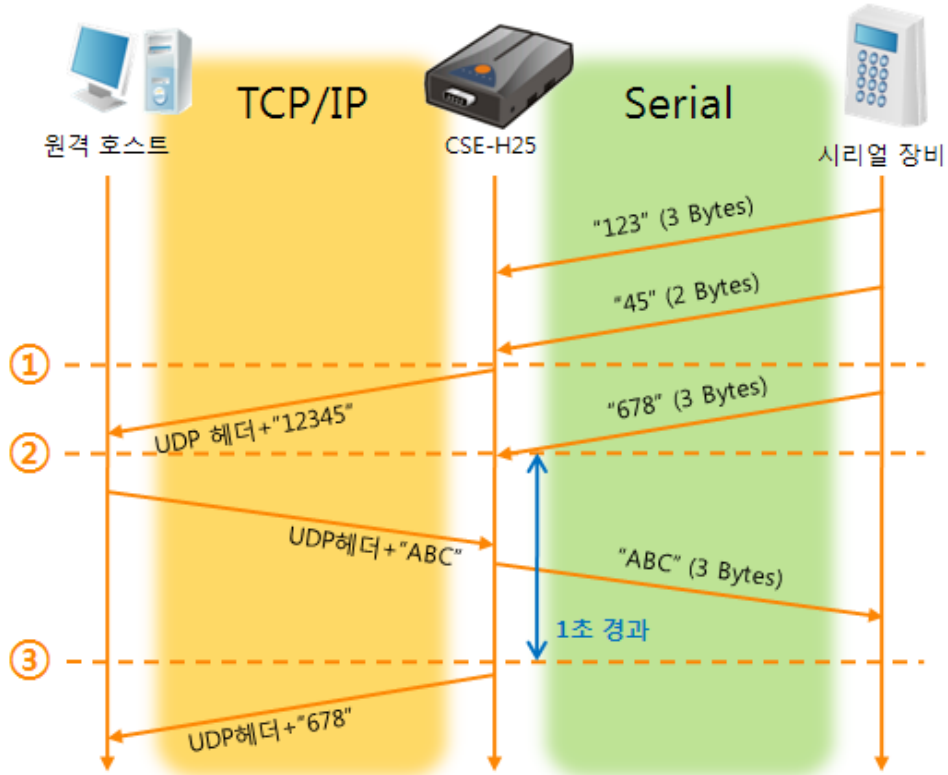 TCP/IP
Serial
원격 호스트
CSE-H25
시리얼 장비
“123” (3 Bytes)
“45” (2 Bytes)
①
“678” (3 Bytes)
UDP 헤더+“12345”
②
UDP헤더+“ABC”
“ABC” (3 Bytes)
1초 경과
③
UDP헤더+“678”